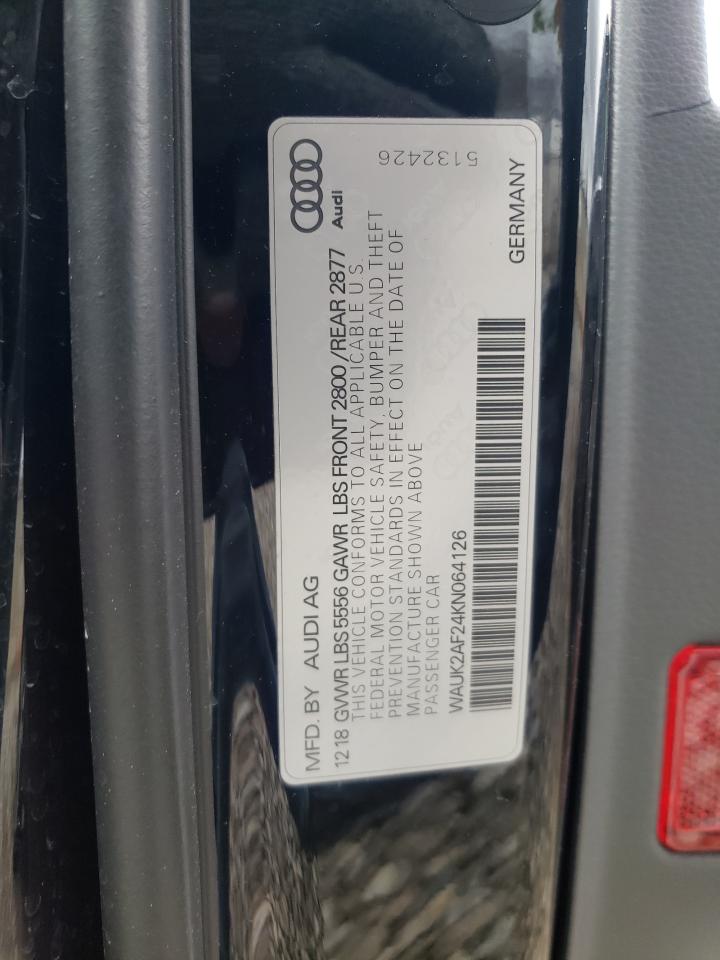 MFD. BY AUDI AG
Audi
12 18 GVWR LBS 5556 GAWR LBS FRONT 2800 / REAR 2877
THIS VEHICLE CONFORMS TO ALL APPLICABLE U S.
FEDERAL MOTOR VEHICLE SAFETY, BUMPER AND THEFT
PREVENTION STANDARDS IN EFFECT ON THE DATE OF
MANUFACTURE SHOWN ABOVE
PASSENGER CAR
WAUK2AF24KN064126
GERMANY
5132426